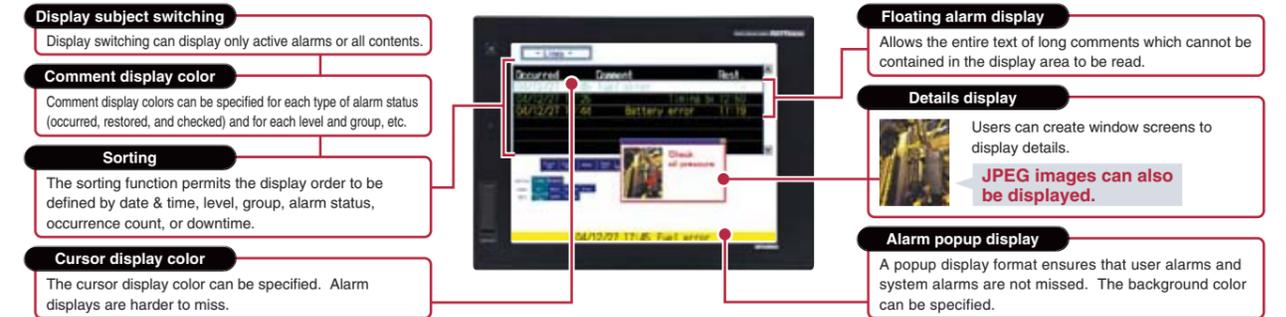 Display subject switching
Display switching can display only active alarms or all contents.
Comment display color
Comment display colors can be specified for each type of alarm status
(occurred, restored, and checked) and for each level and group, etc.
Sorting
The sorting function permits the display order to be
defined by date & time, level, group, alarm status,
occurrence count, or downtime.
Cursor display color
The cursor display color can be specified. Alarm
displays are harder to miss.
Occurred Comment Rest
Battery error 11:19
Check
oil pressure
04/12/27 17:45 Fuel error
Floating alarm display
Allows the entire text of long comments which cannot be
contained in the display area to be read.
Details display
Users can create window screens to
display details.
JPEG images can also
be displayed.
Alarm popup display
A popup display format ensures that user alarms and
system alarms are not missed. The background color
can be specified.